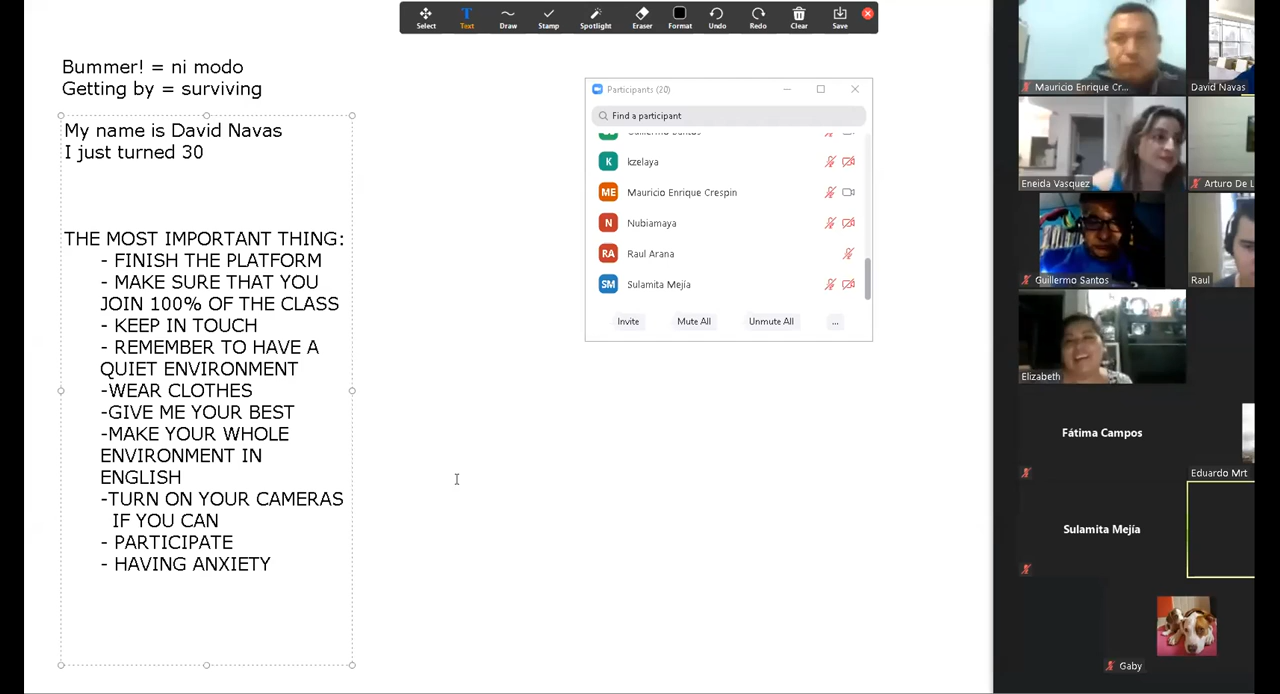 Select
Text
Draw
Stamp
Spotlight
Eraser
Format
Undo
Redo
Clear
Save
Bummer! = ni modo
Getting by = surviving
My name is David Navas
I just turned 30
THE MOST IMPORTANT THING:
- FINISH THE PLATFORM
- MAKE SURE THAT YOU
JOIN 100% OF THE CLASS
- KEEP IN TOUCH
- REMEMBER TO HAVE A
QUIET ENVIRONMENT
-WEAR CLOTHES
-GIVE ME YOUR BEST
-MAKE YOUR WHOLE
ENVIRONMENT IN
ENGLISH
-TURN ON YOUR CAMERAS
IF YOU CAN
- PARTICIPATE
- HAVING ANXIETY
Participants (20)
Find a participant
K kzelaya
ME Mauricio Enrique Crespin
N Nubiamaya
RA Raul Arana
SM Sulamita Mejía
Invite
Mute All
Unmute All
...
Mauricio Enrique Cr...
David Navas
Eneida Vasquez
Arturo De L
Guillermo Santos
Raul
Elizabeth
Fátima Campos
Eduardo Mrt
Sulamita Mejía
Gaby